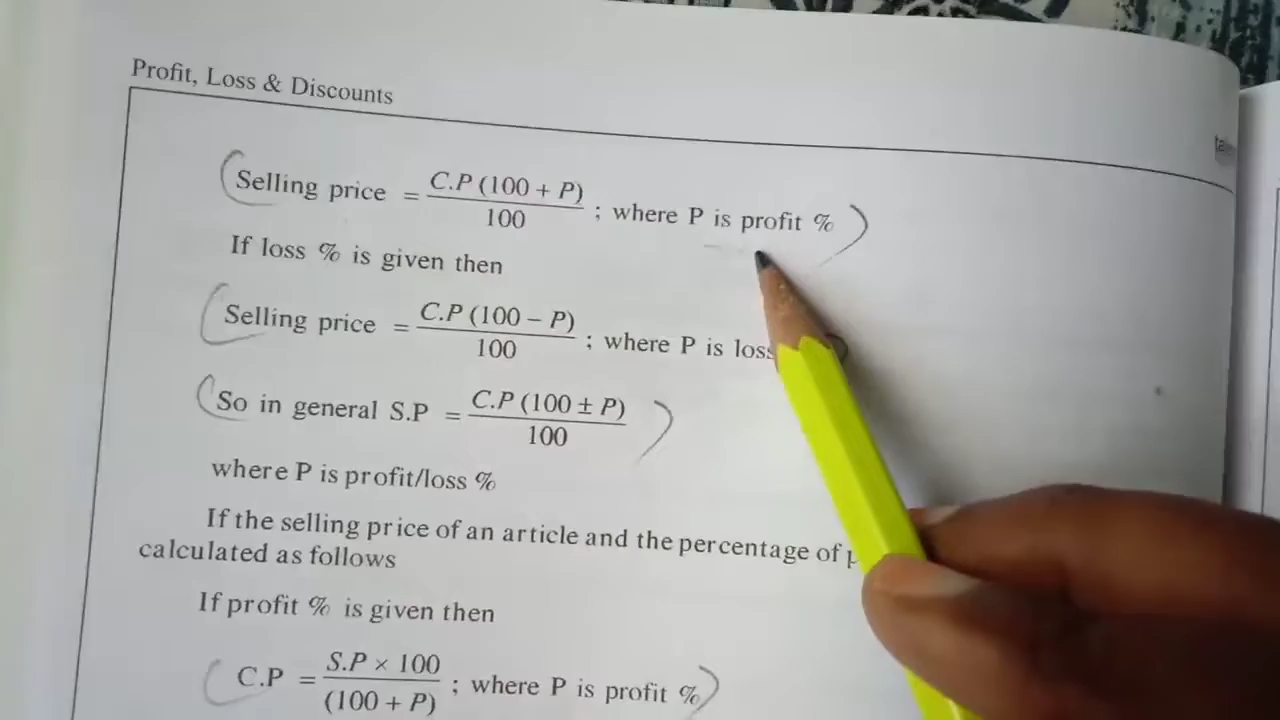 Profit, Loss & Discounts
Selling price = C.P (100 + P) / 100 ; where P is profit %
If loss % is given then
Selling price = C.P (100 – P) / 100 ; where P is loss
So in general S.P = C.P (100 ± P) / 100
where P is profit/loss %
If the selling price of an article and the percentage of
calculated as follows
If profit % is given then
C.P = S.P × 100 / (100 + P) ; where P is profit %